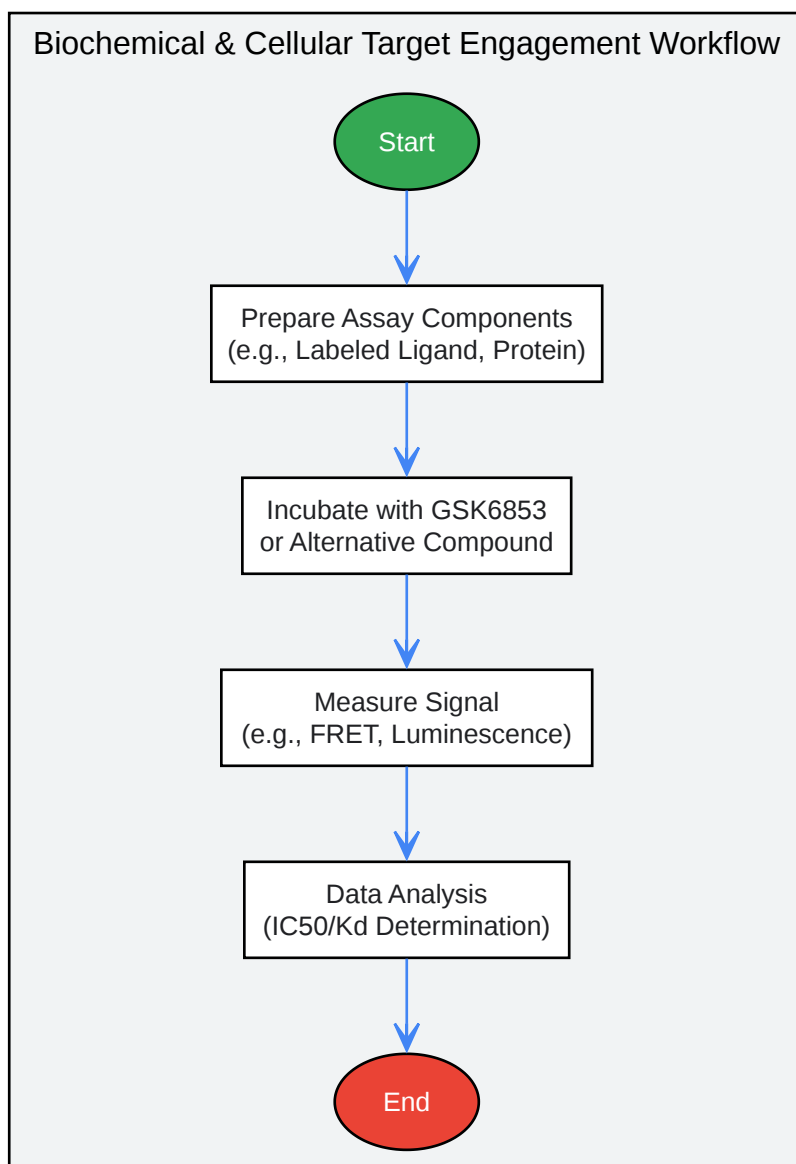 Biochemical & Cellular Target Engagement Workflow
Start
Prepare Assay Components
(e.g., Labeled Ligand, Protein)
Incubate with GSK6853
or Alternative Compound
Measure Signal
(e.g., FRET, Luminescence)
Data Analysis
(IC50/Kd Determination)
End